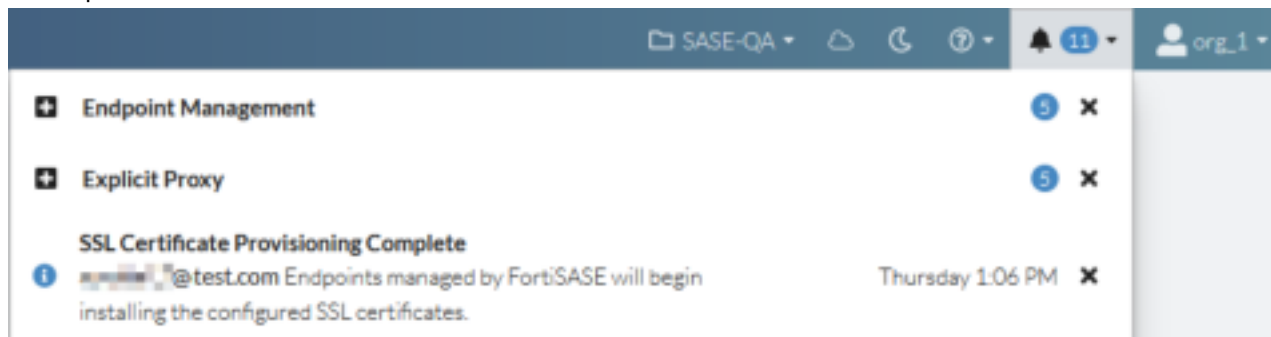 SASE-QA
11
org_1
Endpoint Management
5
Explicit Proxy
5
SSL Certificate Provisioning Complete
@test.com Endpoints managed by FortiSASE will begin
Thursday 1:06 PM
installing the configured SSL certificates.